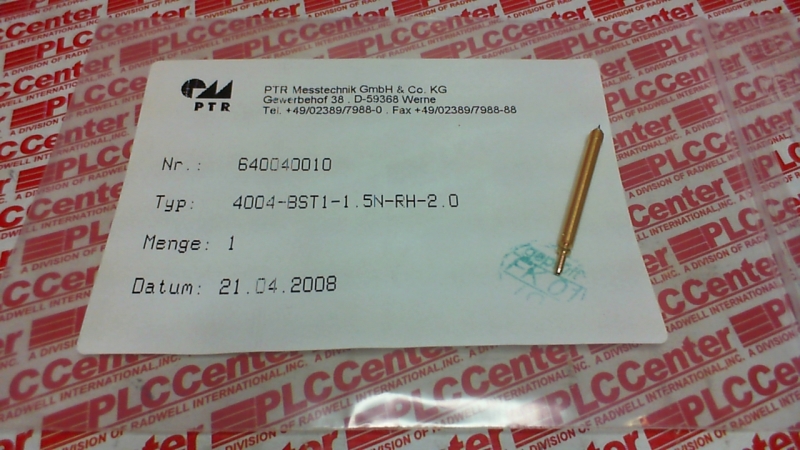 PTR
PTR Messtechnik GmbH & Co. KG
Gewerbehof 38 . D-59368 Werne
Tel. +49/02389/7988-0 . Fax +49/02389/7988-88
Nr.: 640040010
Typ: 4004-BST1-1.5N-RH-2.0
Menge: 1
Datum: 21.04.2008
PLCCenter
A DIVISION OF RADWELL INTERNATIONAL, INC.